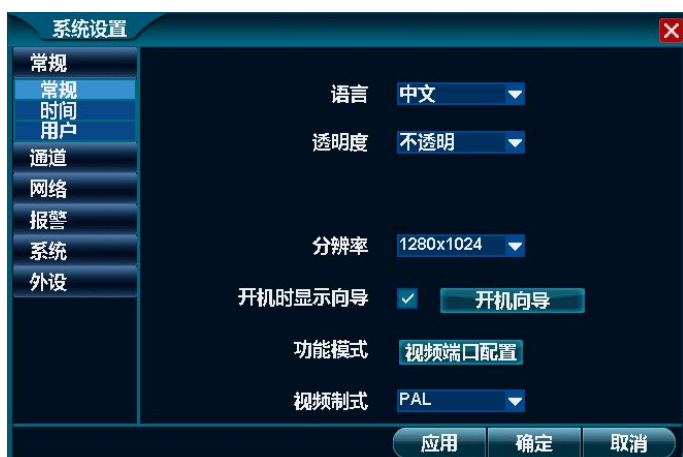 系统设置
常规
常规
时间
用户
通道
网络
报警
系统
外设
语言 中文
透明度 不透明
分辨率 1280x1024
开机时显示向导 开机向导
功能模式 视频端口配置
视频制式 PAL
应用 确定 取消